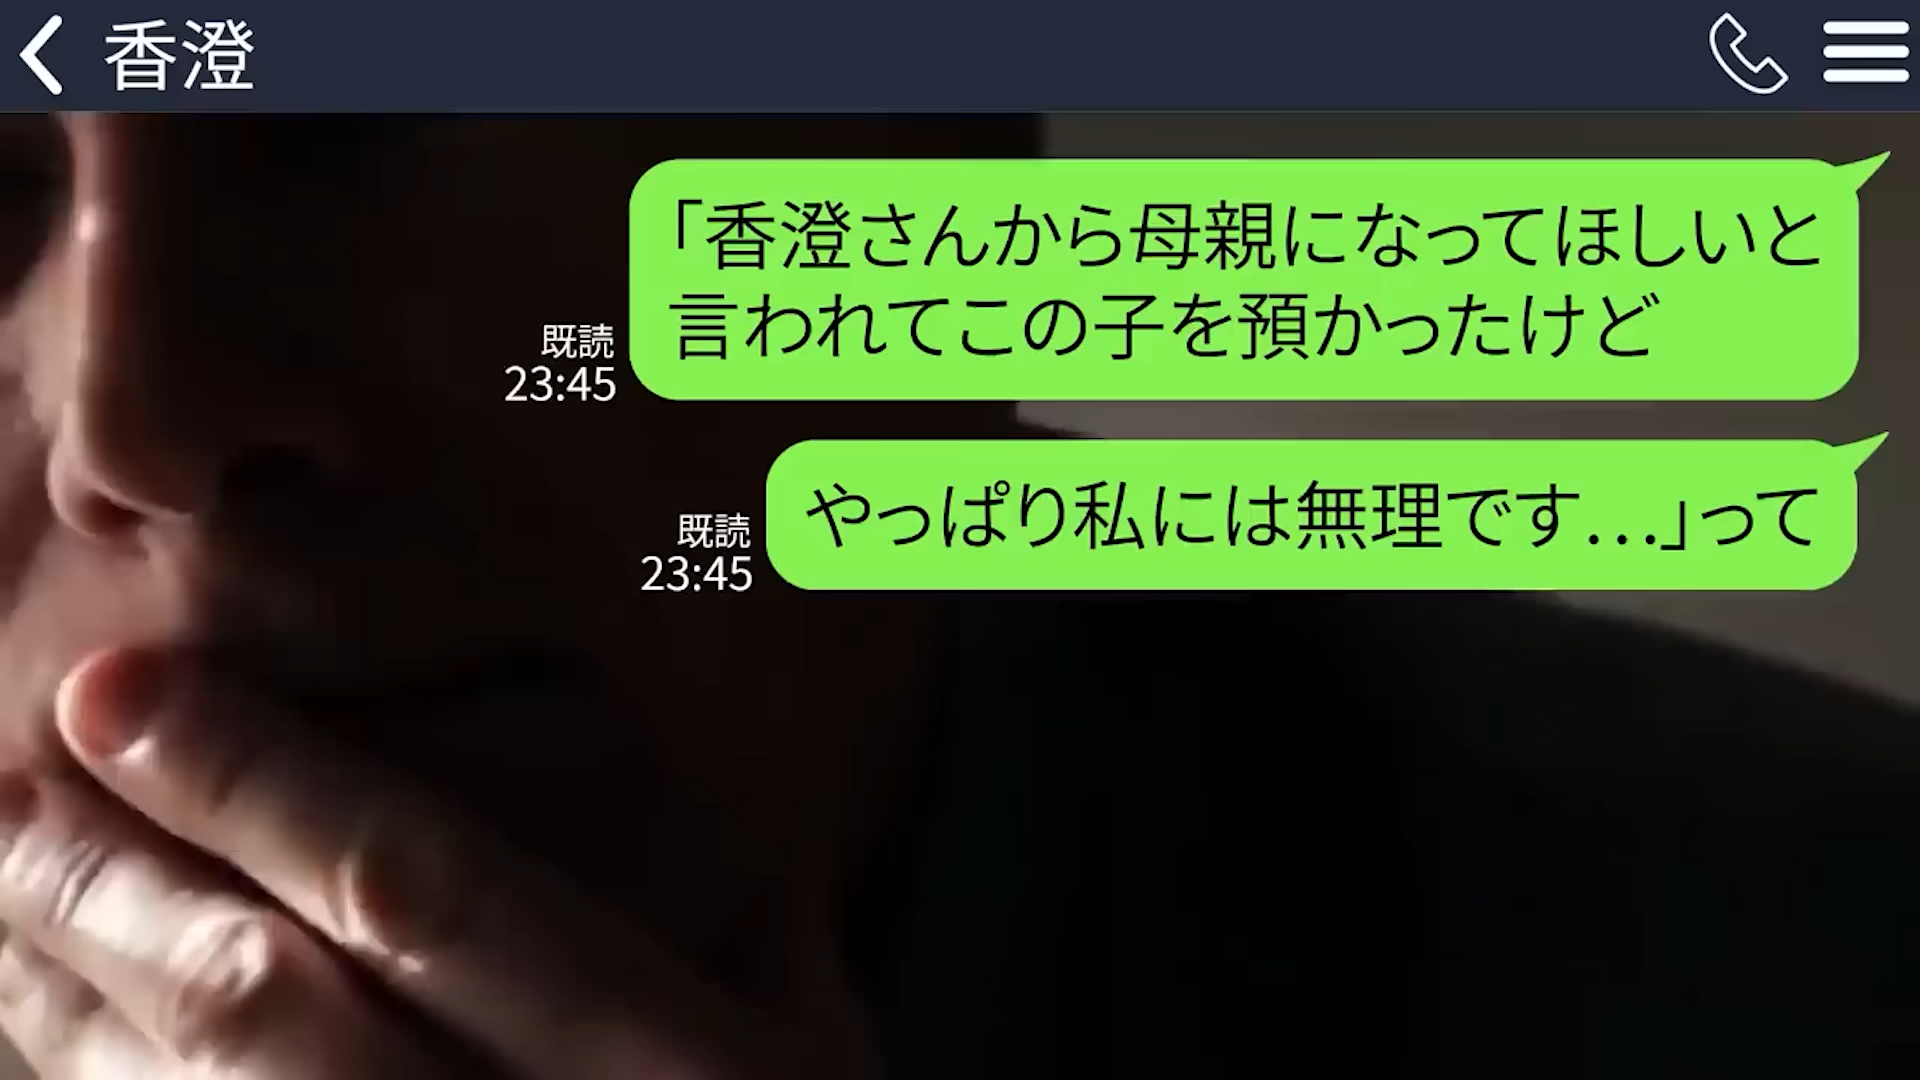 香澄
「香澄さんから母親になってほしいと
言われてこの子を預かったけど
既読
23:45
やっぱり私には無理です…」って
既読
23:45